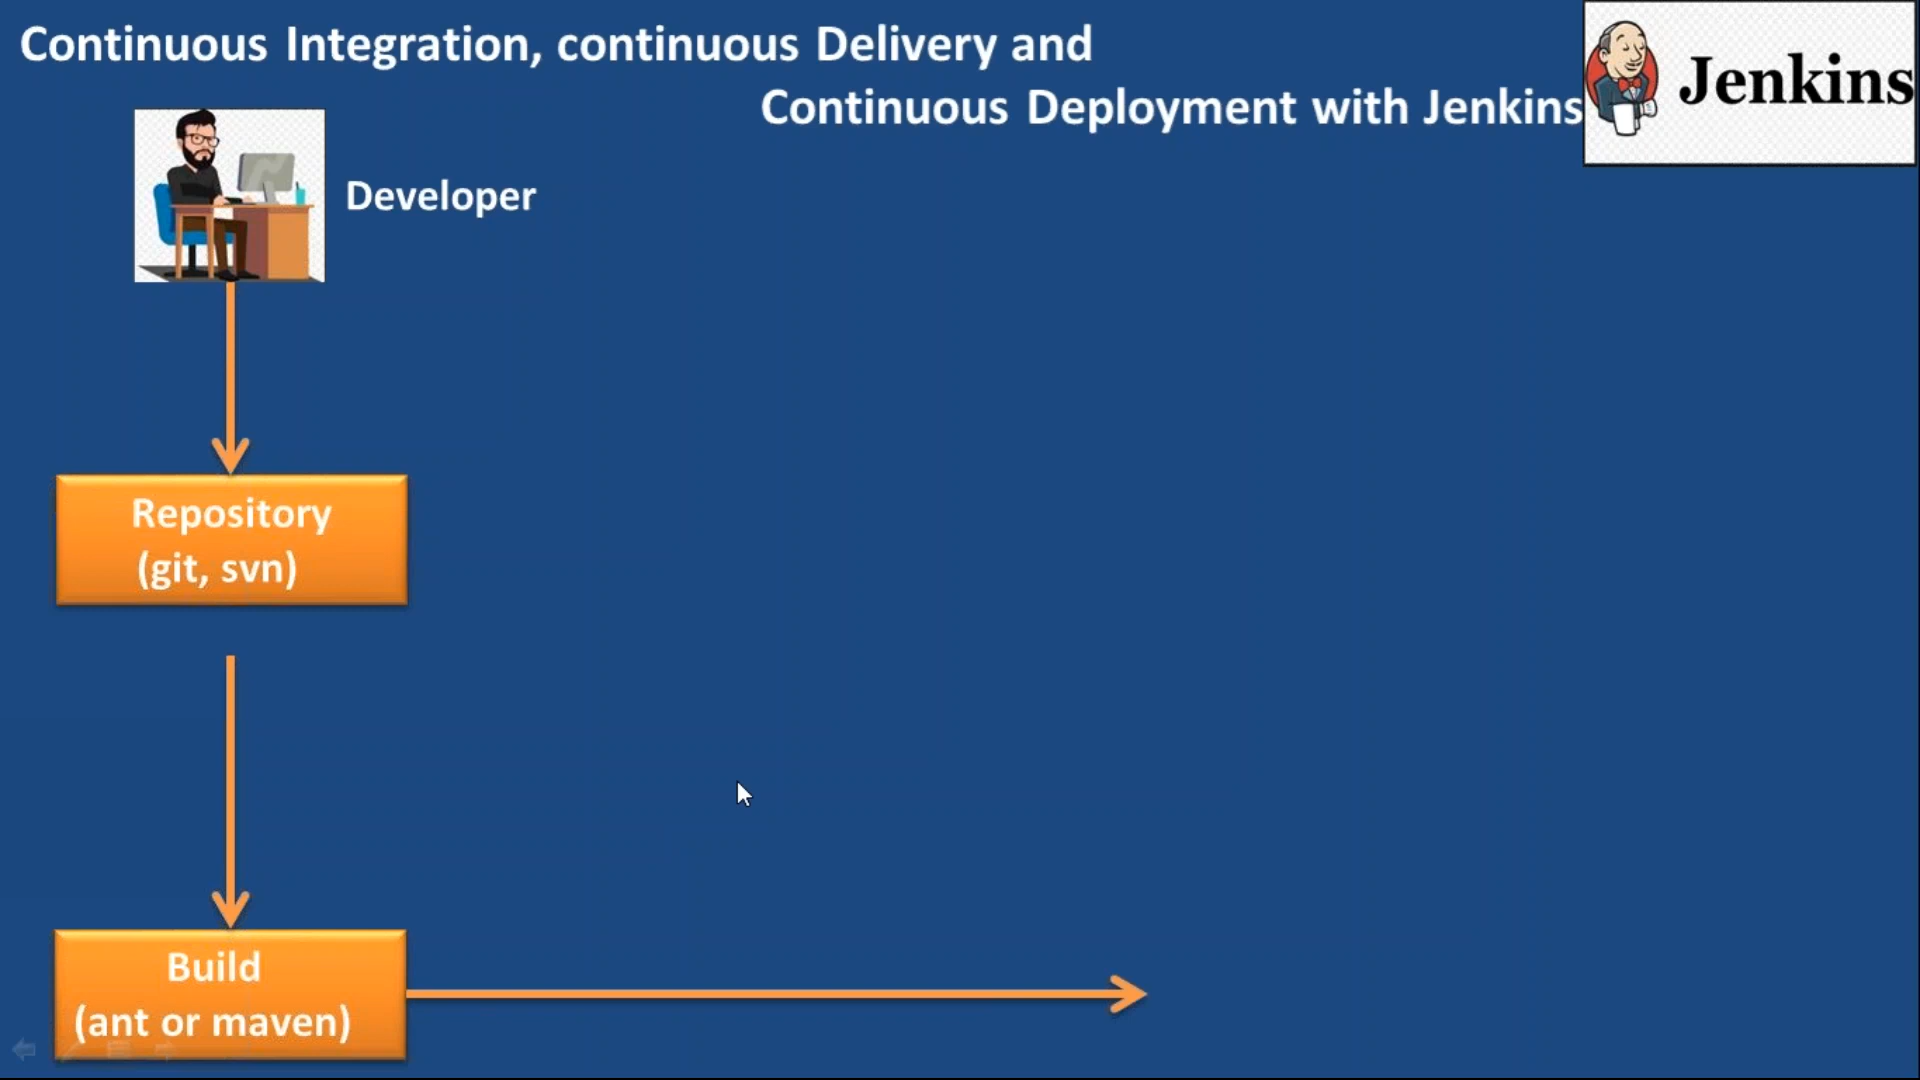 Continuous Integration, continuous Delivery and
Continuous Deployment with Jenkins
Jenkins
Developer
Repository
(git, svn)
Build
(ant or maven)